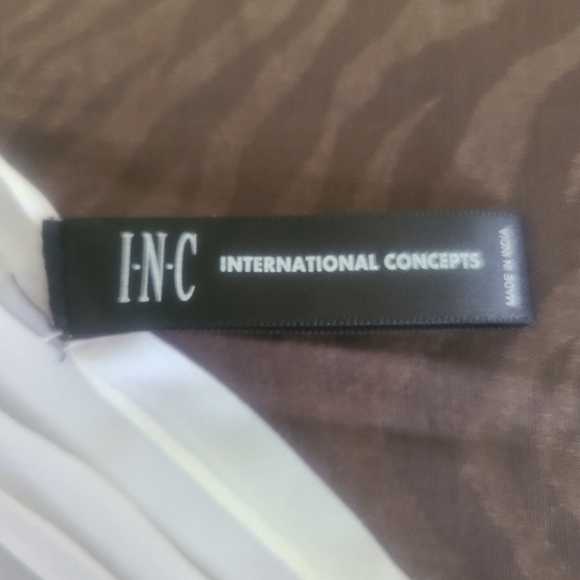 I·N·C
INTERNATIONAL CONCEPTS
MADE IN INDIA